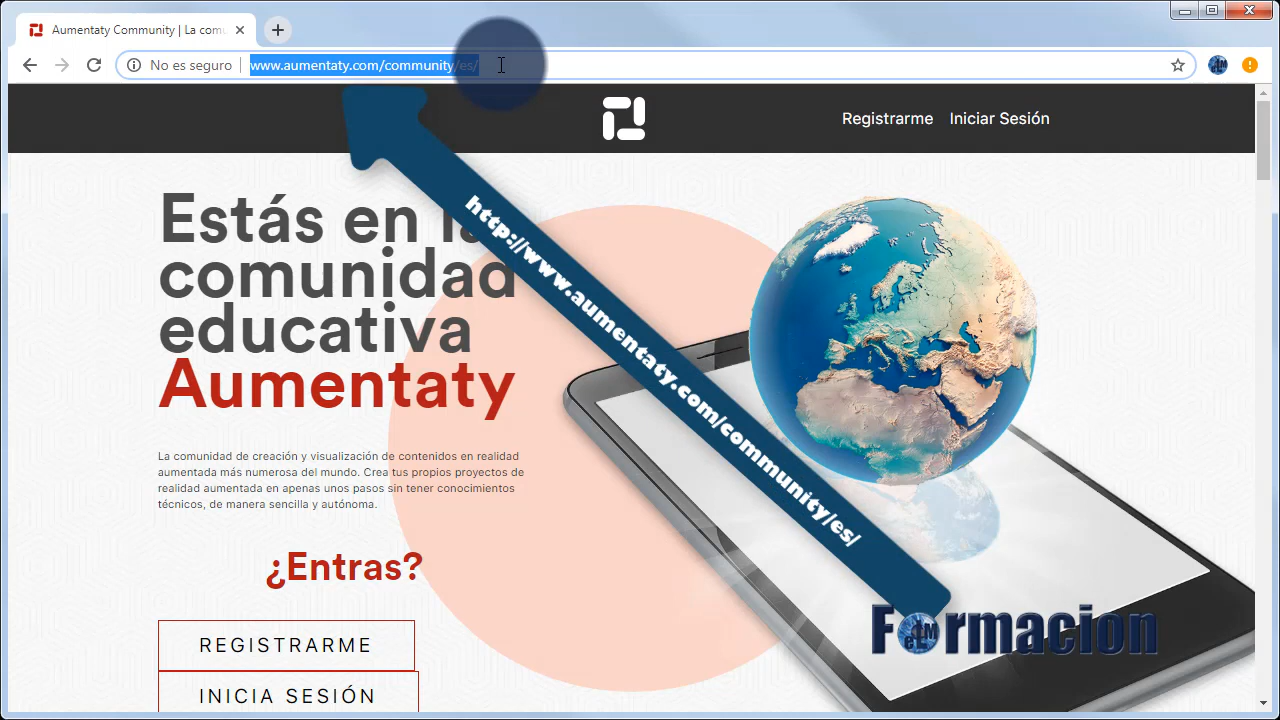 Aumentaty Community | La com
No es seguro
www.aumentaty.com/community/es/
Registrarme
Iniciar Sesión
http://www.aumentaty.com/community/es/
Estás en la
comunidad
educativa
Aumentaty
La comunidad de creación y visualización de contenidos en realidad
aumentada más numerosa del mundo. Crea tus propios proyectos de
realidad aumentada en apenas unos pasos sin tener conocimientos
técnicos, de manera sencilla y autónoma.
¿Entras?
REGISTRARME
INICIA SESIÓN
Formacion